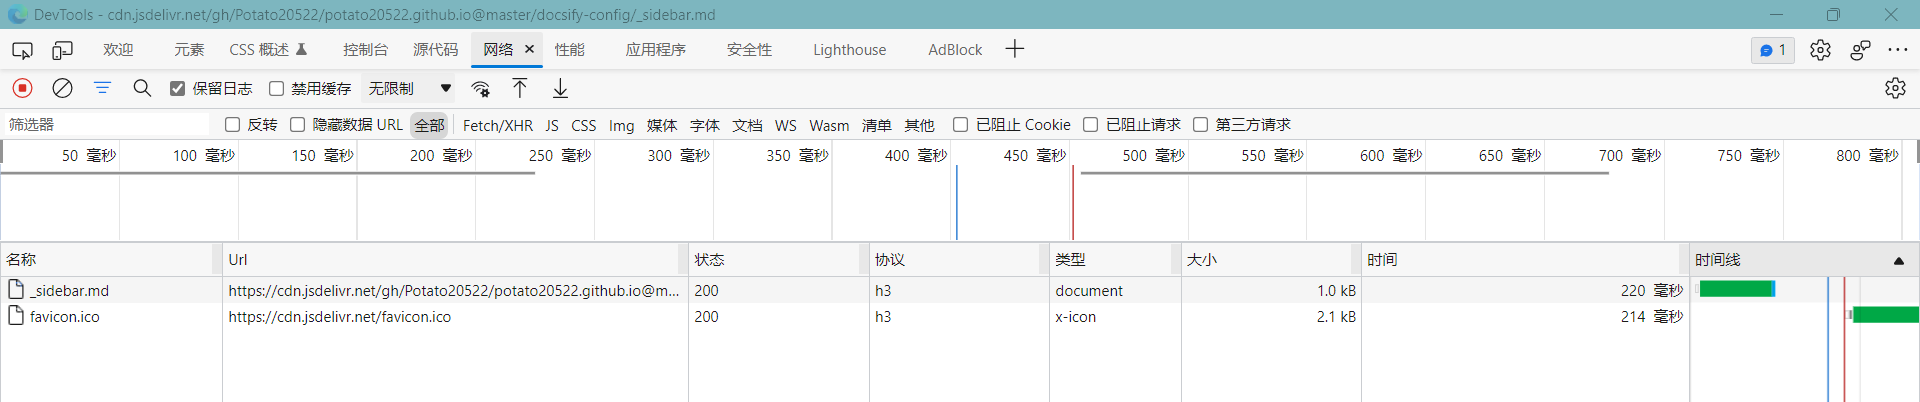 DevTools - cdn.jsdelivr.net/gh/Potato20522/potato20522.github.io@master/docsify-config/_sidebar.md
欢迎 元素 CSS 概述 控制台 源代码 网络 性能 应用程序 安全性 Lighthouse AdBlock 1
保留日志 禁用缓存 无限制
筛选器 反转 隐藏数据 URL 全部 Fetch/XHR JS CSS Img 媒体 字体 文档 WS Wasm 清单 其他 已阻止 Cookie 已阻止请求 第三方请求
50 毫秒 100 毫秒 150 毫秒 200 毫秒 250 毫秒 300 毫秒 350 毫秒 400 毫秒 450 毫秒 500 毫秒 550 毫秒 600 毫秒 650 毫秒 700 毫秒 750 毫秒 800 毫秒
名称 Url 状态 协议 类型 大小 时间 时间线
_sidebar.md https://cdn.jsdelivr.net/gh/Potato20522/potato20522.github.io@m... 200 h3 document 1.0 kB 220 毫秒
favicon.ico https://cdn.jsdelivr.net/favicon.ico 200 h3 x-icon 2.1 kB 214 毫秒